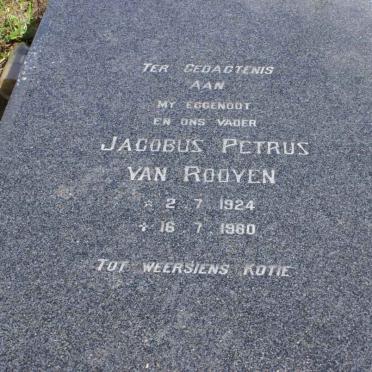 TER GEDAGTENIS
AAN
MY EGGENOOT
EN ONS VADER
JACOBUS PETRUS
VAN ROOYEN
☆ 2 . 7 . 1924
✝ 16 . 7 . 1980
TOT WEERSIENS KOTIE